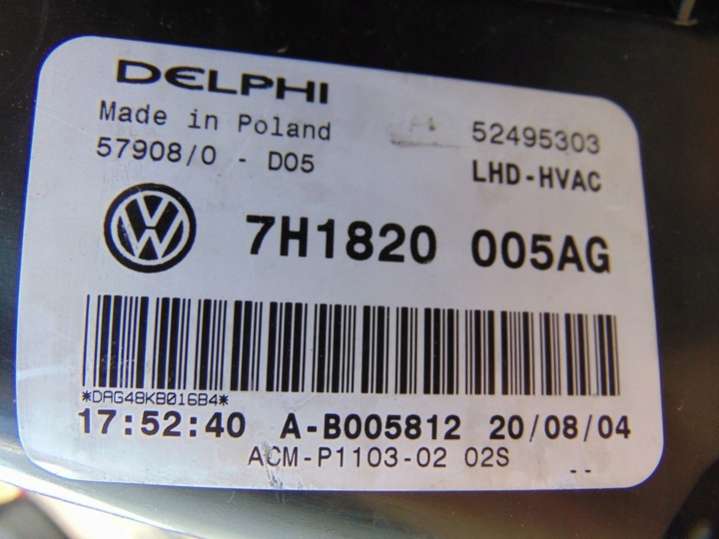 DELPHI
Made in Poland 52495303
57908/0 - D05 LHD-HVAC
7H1820 005AG
*DAG48KB016B4*
17:52:40 A-B005812 20/08/04
ACM-P1103-02 02S --